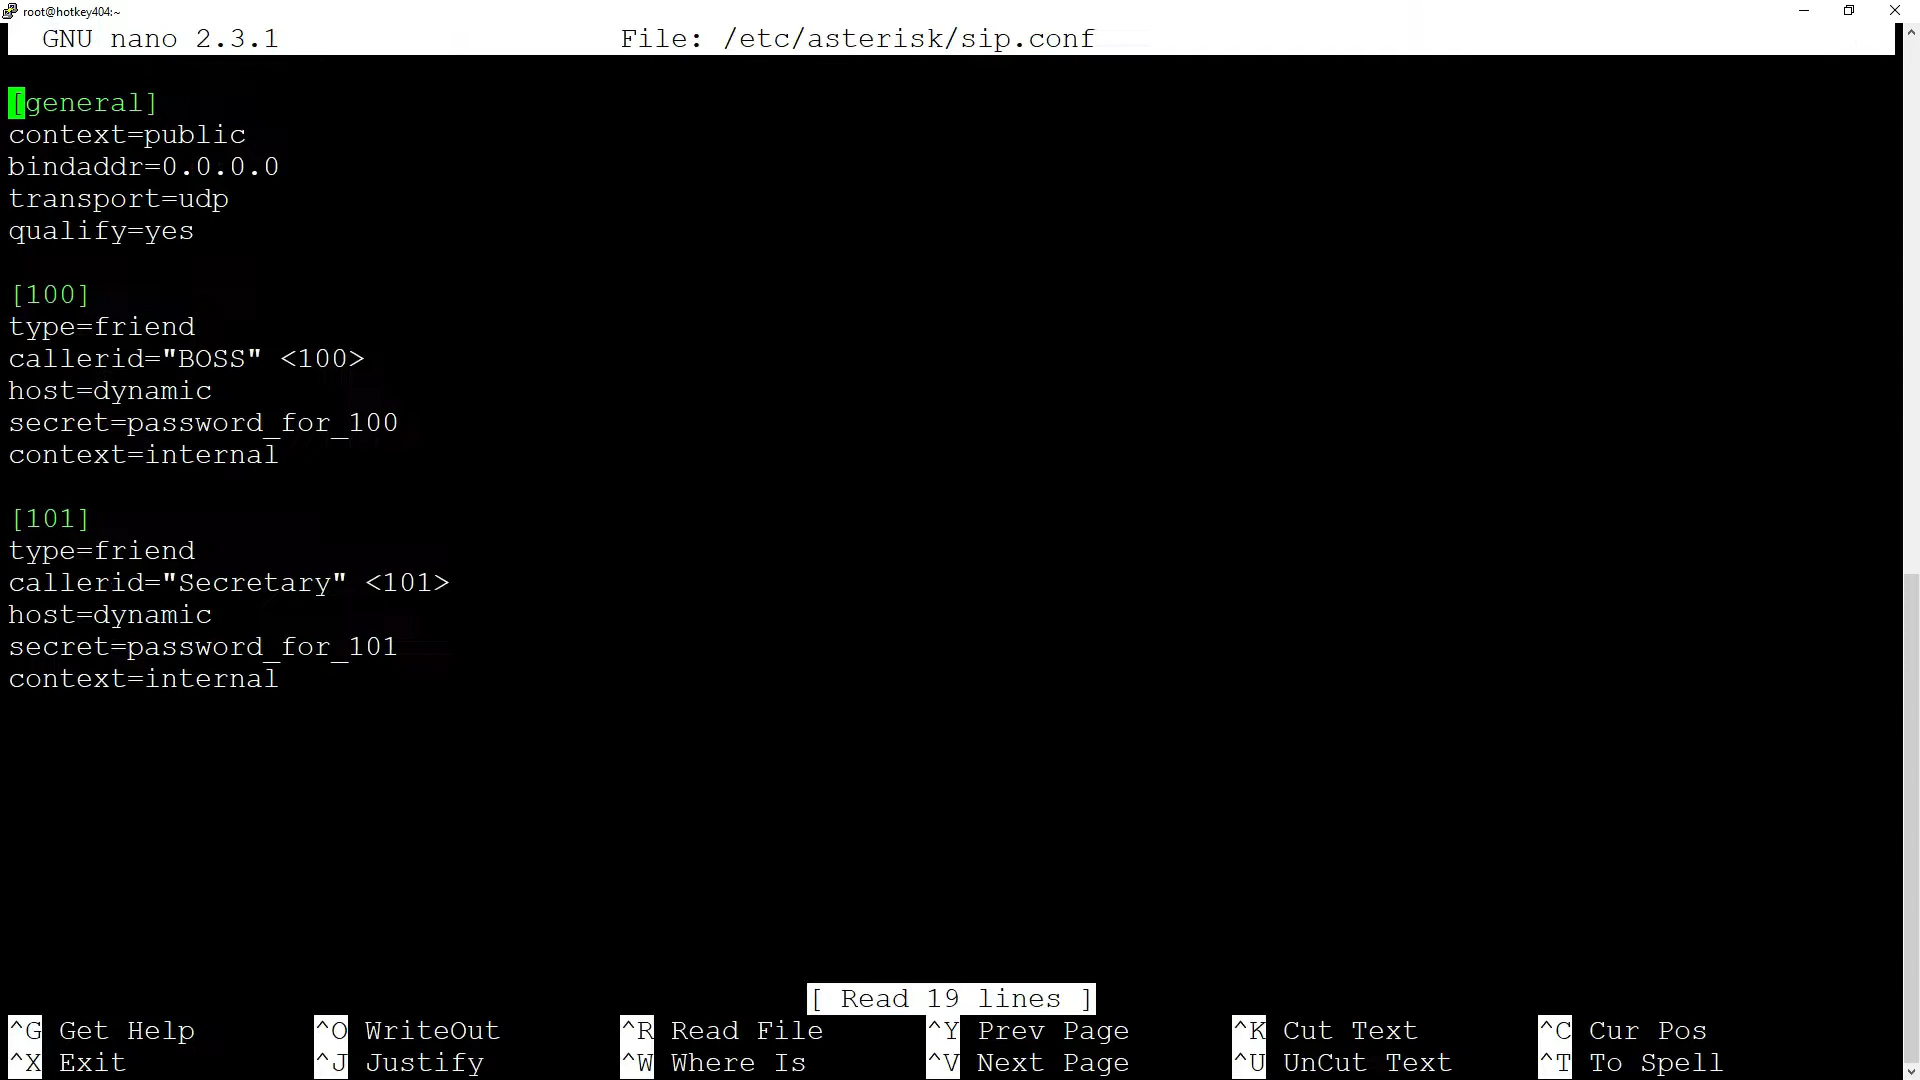 root@hotkey404:~
GNU nano 2.3.1 File: /etc/asterisk/sip.conf
[general]
context=public
bindaddr=0.0.0.0
transport=udp
qualify=yes
[100]
type=friend
callerid="BOSS" <100>
host=dynamic
secret=password_for_100
context=internal
[101]
type=friend
callerid="Secretary" <101>
host=dynamic
secret=password_for_101
context=internal
[ Read 19 lines ]
^G Get Help ^O WriteOut ^R Read File ^Y Prev Page ^K Cut Text ^C Cur Pos
^X Exit ^J Justify ^W Where Is ^V Next Page ^U UnCut Text ^T To Spell